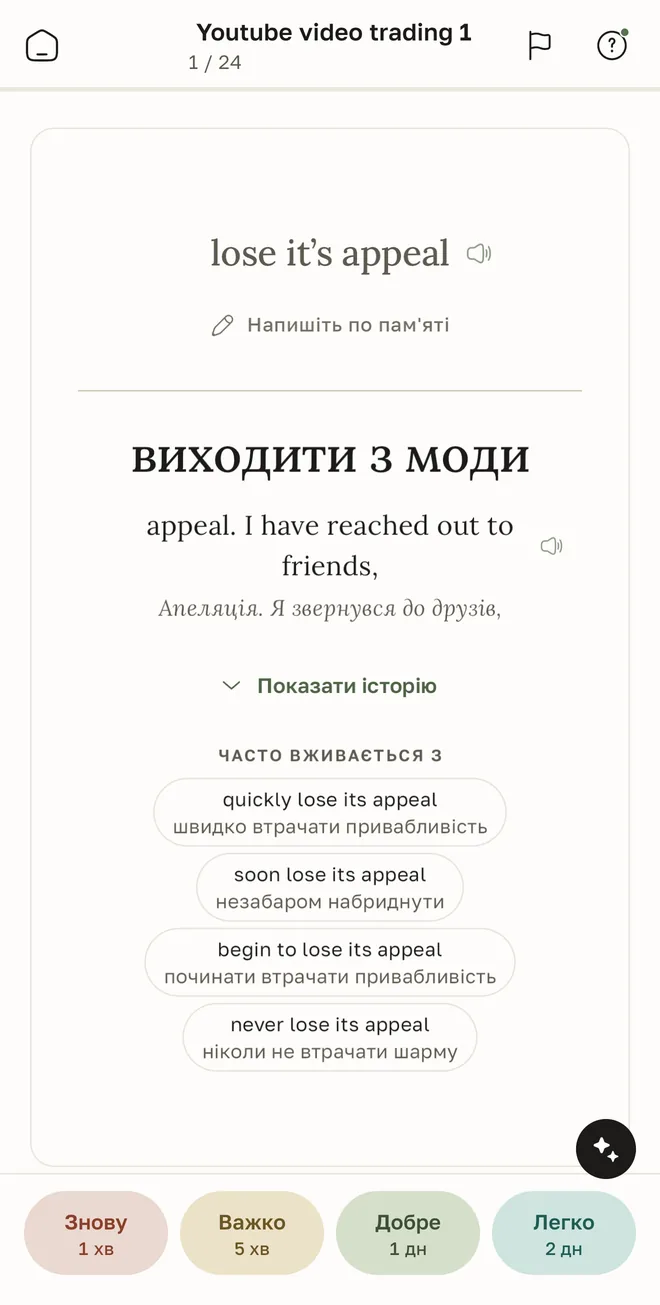 Youtube video trading 1
1 / 24
lose it’s appeal
Напишіть по пам'яті
виходити з моди
appeal. I have reached out to
friends,
Апеляція. Я звернувся до друзів,
Показати історію
ЧАСТО ВЖИВАЄТЬСЯ З
quickly lose its appeal
швидко втрачати привабливість
soon lose its appeal
незабаром набриднути
begin to lose its appeal
починати втрачати привабливість
never lose its appeal
ніколи не втрачати шарму
Знову
1 хв
Важко
5 хв
Добре
1 дн
Легко
2 дн